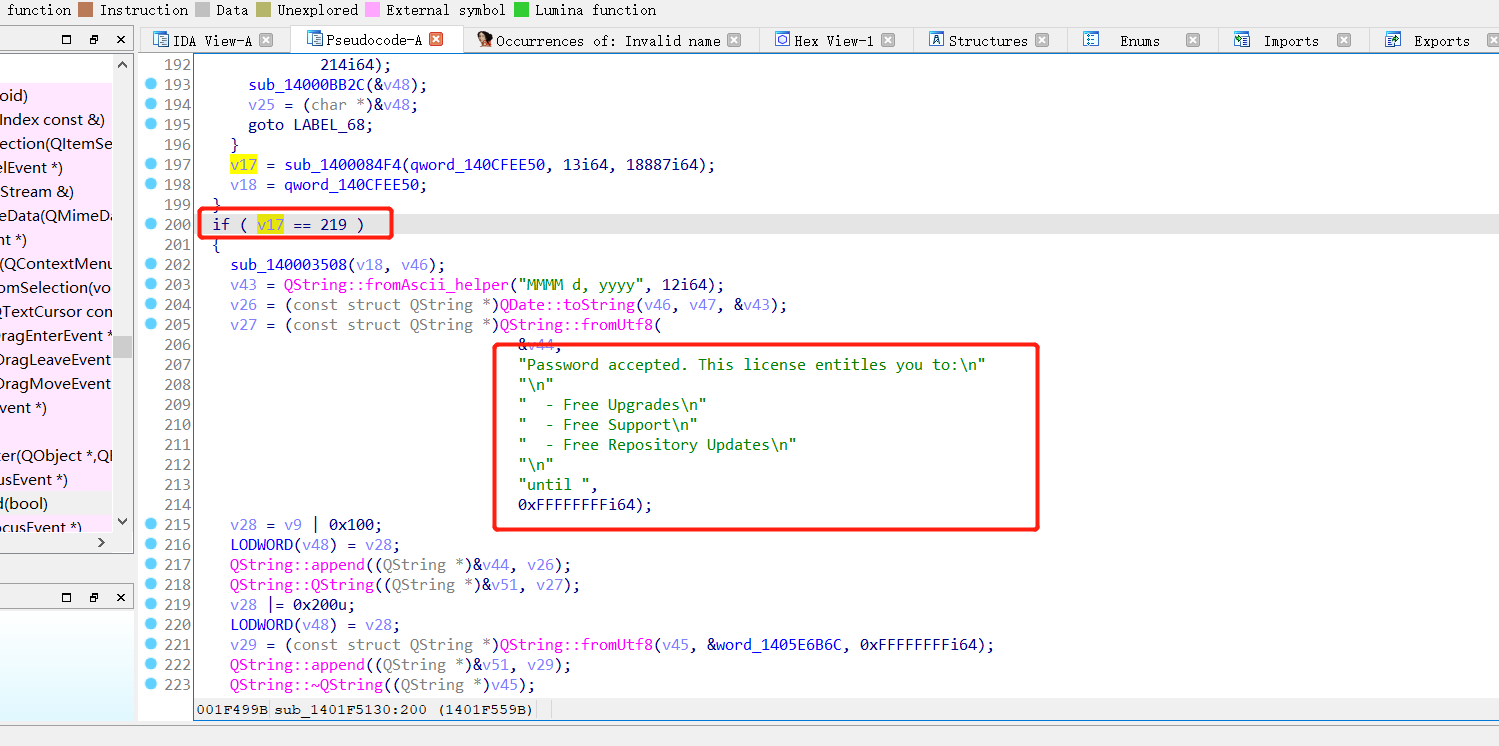 function Instruction Data Unexplored External symbol Lumina function
IDA View-A Pseudocode-A Occurrences of: Invalid name Hex View-1 Structures Enums Imports Exports
oid)
Index const &)
ection(QItemSe
elEvent *)
Stream &)
eData(QMimeDa
nt *)
(QContextMenu
omSelection(vo
QTextCursor con
DragEnterEvent *
DragLeaveEvent
DragMoveEvent
vent *)
ter(QObject *,QI
usEvent *)
d(bool)
ocusEvent *)
192 214i64);
193 sub_14000BB2C(&v48);
194 v25 = (char *)&v48;
195 goto LABEL_68;
196 }
197 v17 = sub_1400084F4(qword_140CFEE50, 13i64, 18887i64);
198 v18 = qword_140CFEE50;
199 }
200 if ( v17 == 219 )
201 {
202 sub_140003508(v18, v46);
203 v43 = QString::fromAscii_helper("MMMM d, yyyy", 12i64);
204 v26 = (const struct QString *)QDate::toString(v46, v47, &v43);
205 v27 = (const struct QString *)QString::fromUtf8(
206 &v44,
207 "Password accepted. This license entitles you to:\n"
208 "\n"
209 "  - Free Upgrades\n"
210 "  - Free Support\n"
211 "  - Free Repository Updates\n"
212 "\n"
213 "until ",
214 0xFFFFFFFFi64);
215 v28 = v9 | 0x100;
216 LODWORD(v48) = v28;
217 QString::append((QString *)&v44, v26);
218 QString::QString((QString *)&v51, v27);
219 v28 |= 0x200u;
220 LODWORD(v48) = v28;
221 v29 = (const struct QString *)QString::fromUtf8(v45, &word_1405E6B6C, 0xFFFFFFFFi64);
222 QString::append((QString *)&v51, v29);
223 QString::~QString((QString *)v45);
001F499B sub_1401F5130:200 (1401F559B)